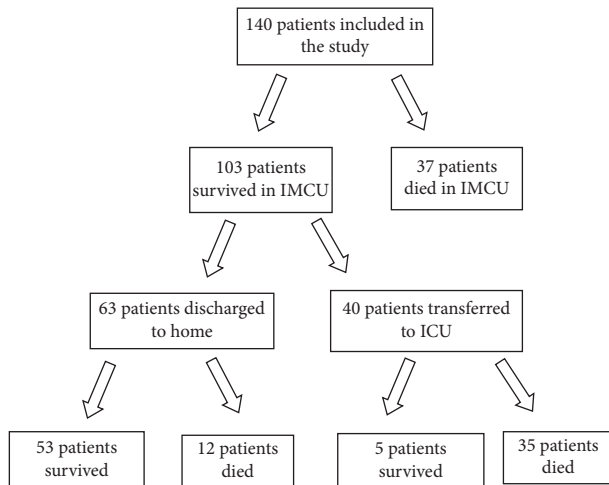 140 patients included in
the study
103 patients
survived in IMCU
37 patients
died in IMCU
63 patients discharged
to home
40 patients transferred
to ICU
53 patients
survived
12 patients
died
5 patients
survived
35 patients
died